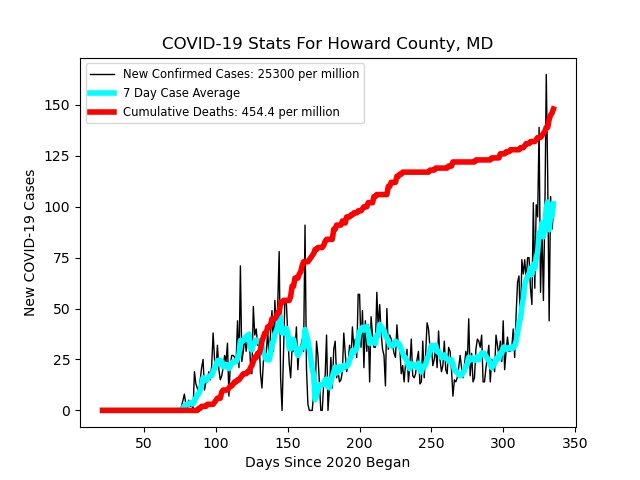 COVID-19 Stats For Howard County, MD
New Confirmed Cases: 25300 per million
7 Day Case Average
Cumulative Deaths: 454.4 per million
New COVID-19 Cases
150
125
100
75
50
25
0
50 100 150 200 250 300 350
Days Since 2020 Began